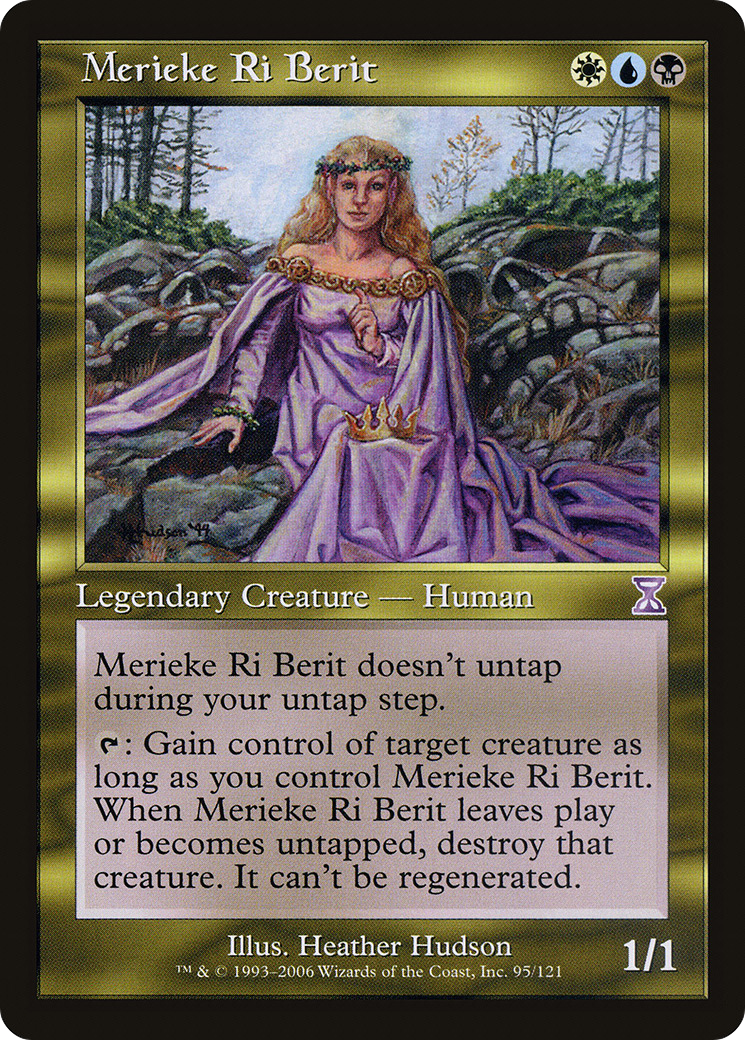 Merieke Ri Berit
Hudson '94
Legendary Creature — Human
Merieke Ri Berit doesn't untap
during your untap step.
: Gain control of target creature as
long as you control Merieke Ri Berit.
When Merieke Ri Berit leaves play
or becomes untapped, destroy that
creature. It can't be regenerated.
Illus. Heather Hudson
™ & © 1993–2006 Wizards of the Coast, Inc. 95/121
1/1